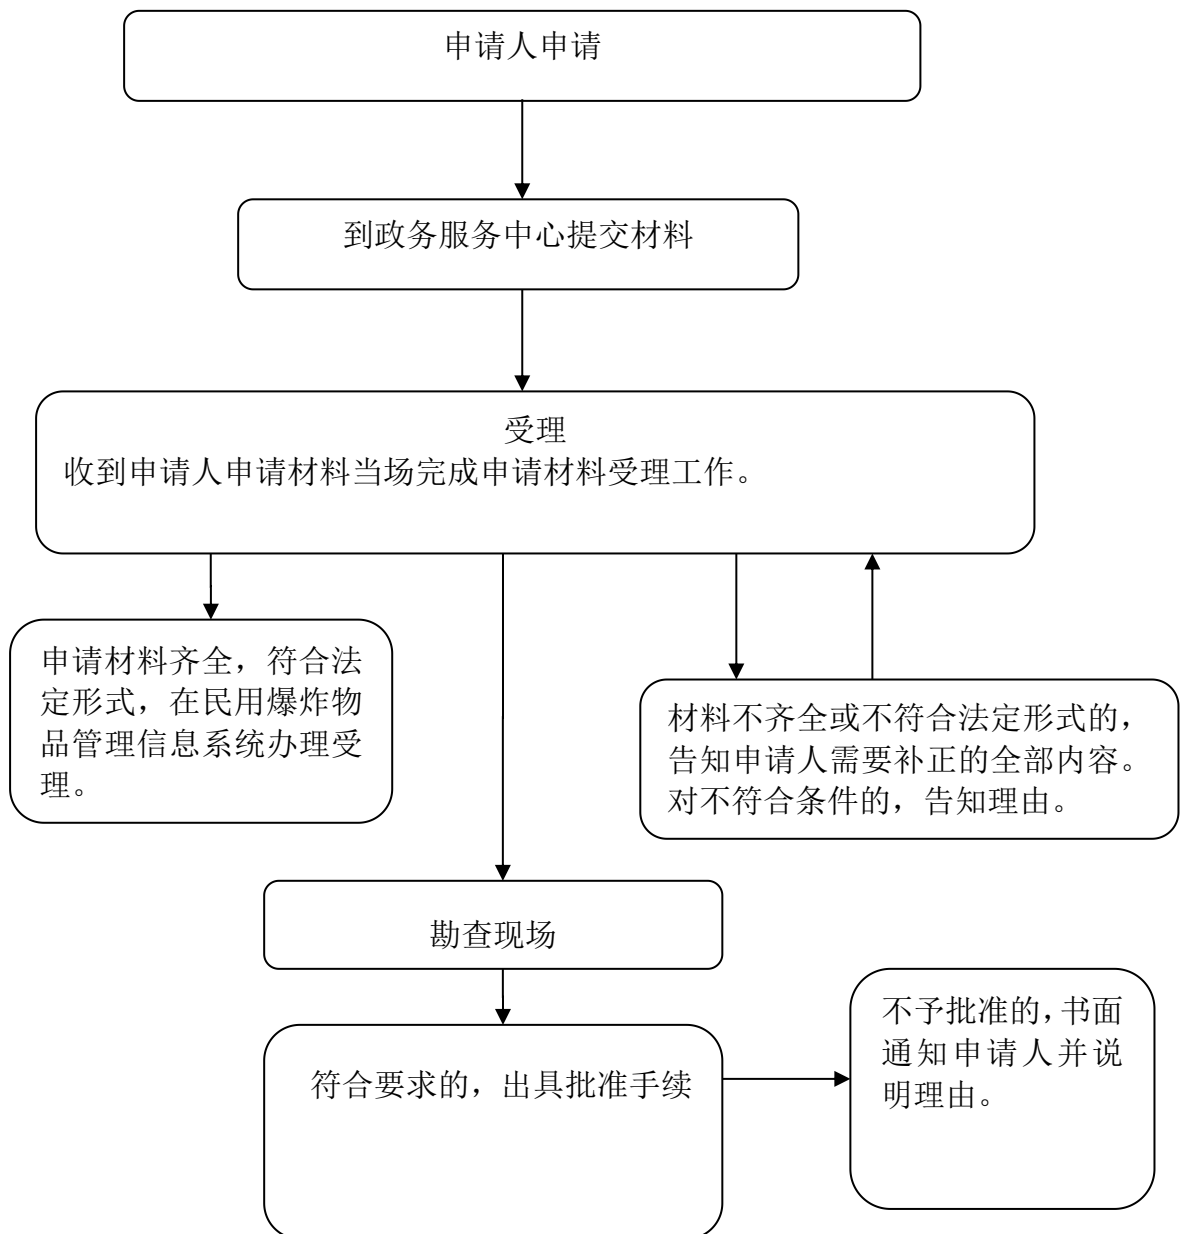 申请人申请
到政务服务中心提交材料
受理
收到申请人申请材料当场完成申请材料受理工作。
申请材料齐全，符合法
定形式，在民用爆炸物
品管理信息系统办理受
理。
材料不齐全或不符合法定形式的，
告知申请人需要补正的全部内容。
对不符合条件的，告知理由。
勘查现场
符合要求的，出具批准手续
不予批准的，书面
通知申请人并说
明理由。